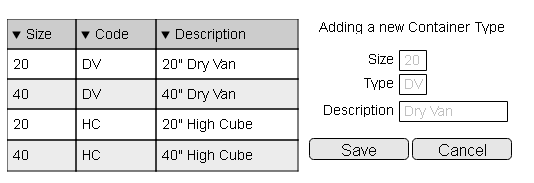 ▼ Size ▼ Code ▼ Description
20 DV 20" Dry Van
40 DV 40" Dry Van
20 HC 20" High Cube
40 HC 40" High Cube
Adding a new Container Type
Size 20
Type DV
Description Dry Van
Save Cancel